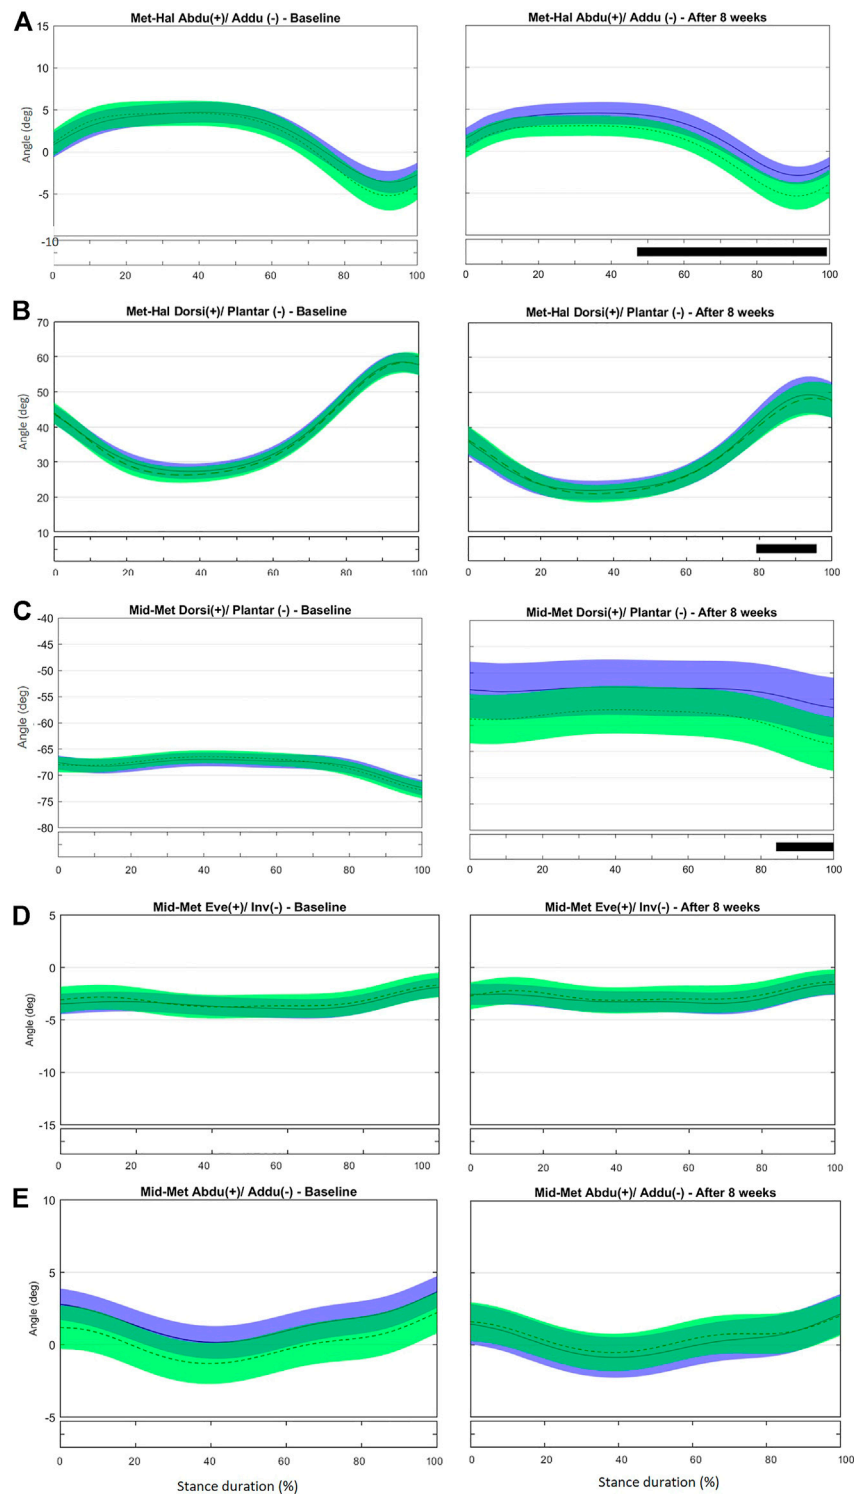 A
Met-Hal Abdu(+)/ Addu (-) - Baseline
Met-Hal Abdu(+)/ Addu (-) - After 8 weeks
15
10
5
0
-5
-10
Angle (deg)
0 20 40 60 80 100
0 20 40 60 80 100
B
Met-Hal Dorsi(+)/ Plantar (-) - Baseline
Met-Hal Dorsi(+)/ Plantar (-) - After 8 weeks
70
60
50
40
30
20
10
Angle (deg)
0 20 40 60 80 100
0 20 40 60 80 100
C
Mid-Met Dorsi(+)/ Plantar (-) - Baseline
Mid-Met Dorsi(+)/ Plantar (-) - After 8 weeks
-40
-45
-50
-55
-60
-65
-70
-75
-80
Angle (deg)
0 20 40 60 80 100
0 20 40 60 80 100
D
Mid-Met Eve(+)/ Inv(-) - Baseline
Mid-Met Eve(+)/ Inv(-) - After 8 weeks
5
0
-5
-10
-15
Angle (deg)
0 20 40 60 80 100
0 20 40 60 80 100
E
Mid-Met Abdu(+)/ Addu(-) - Baseline
Mid-Met Abdu(+)/ Addu(-) - After 8 weeks
10
5
0
-5
Angle (deg)
0 20 40 60 80 100
0 20 40 60 80 100
Stance duration (%)
Stance duration (%)